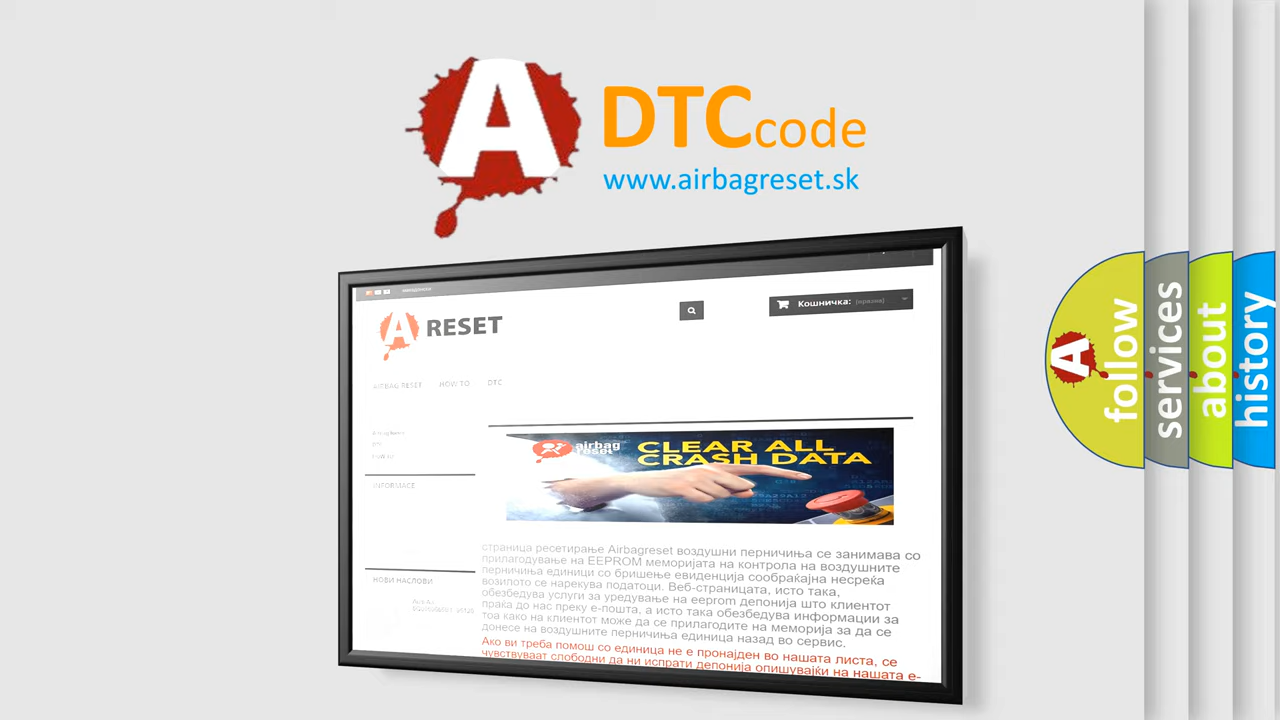 A
DTCcode
www.airbagreset.sk
A RESET
Кошничка: (празна)
AIRBAG RESET HOW TO DTC
INFORMACE
airbag
reset
CLEAR ALL
CRASH DATA
страница ресетирање Airbagreset воздушни перничиња се занимава со
прилагодување на EEPROM меморијата на контрола на воздушните
перничиња единици со бришење евиденција сообраќајна несреќа
возилото се нарекува податоци. Веб-страницата, исто така,
обезбедува услуги за уредување на eeprom депонија што клиентот
праќа до нас преку е-пошта, а исто така обезбедува информации за
тоа како на клиентот може да се прилагодите на меморија за да се
донесе на воздушните перничиња единица назад во сервис.
Ако ви треба помош со единица не е пронајден во нашата листа, се
чувствуваат слободни да ни испрати депонија опишувајќи на нашата е-
НОВИ НАСЛОВИ
A
follow
services
about
history